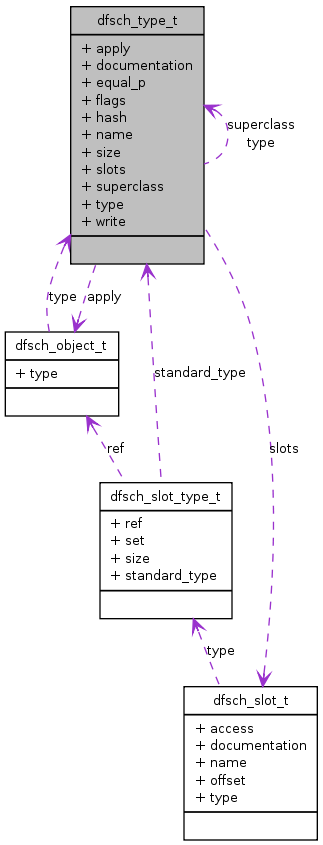 dfsch_type_t
+ apply
+ documentation
+ equal_p
+ flags
+ hash
+ name
+ size
+ slots
+ superclass
+ type
+ write
superclass
type
type
apply
dfsch_object_t
+ type
standard_type
slots
ref
dfsch_slot_type_t
+ ref
+ set
+ size
+ standard_type
type
dfsch_slot_t
+ access
+ documentation
+ name
+ offset
+ type